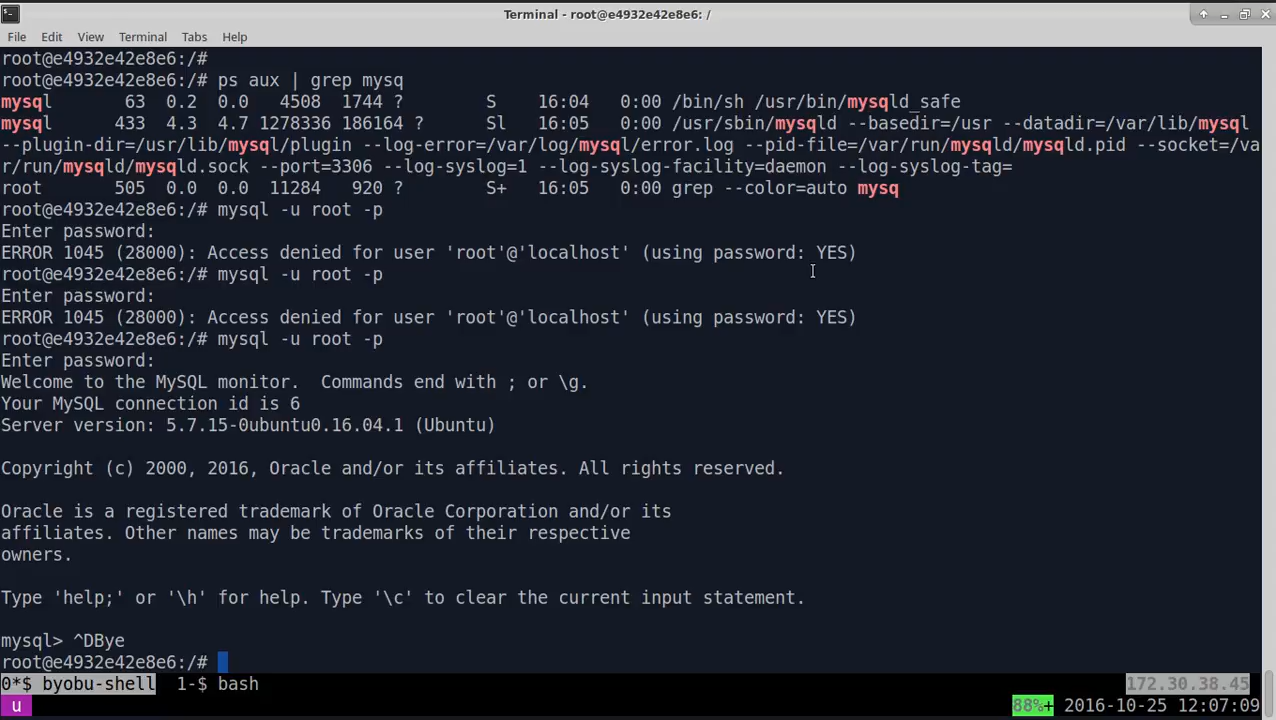 Terminal - root@e4932e42e8e6: /
File Edit View Terminal Tabs Help
root@e4932e42e8e6:/#
root@e4932e42e8e6:/# ps aux | grep mysq
mysql 63 0.2 0.0 4508 1744 ? S 16:04 0:00 /bin/sh /usr/bin/mysqld_safe
mysql 433 4.3 4.7 1278336 186164 ? Sl 16:05 0:00 /usr/sbin/mysqld --basedir=/usr --datadir=/var/lib/mysql
--plugin-dir=/usr/lib/mysql/plugin --log-error=/var/log/mysql/error.log --pid-file=/var/run/mysqld/mysqld.pid --socket=/va
r/run/mysqld/mysqld.sock --port=3306 --log-syslog=1 --log-syslog-facility=daemon --log-syslog-tag=
root 505 0.0 0.0 11284 920 ? S+ 16:05 0:00 grep --color=auto mysq
root@e4932e42e8e6:/# mysql -u root -p
Enter password:
ERROR 1045 (28000): Access denied for user 'root'@'localhost' (using password: YES)
root@e4932e42e8e6:/# mysql -u root -p
Enter password:
ERROR 1045 (28000): Access denied for user 'root'@'localhost' (using password: YES)
root@e4932e42e8e6:/# mysql -u root -p
Enter password:
Welcome to the MySQL monitor.  Commands end with ; or \g.
Your MySQL connection id is 6
Server version: 5.7.15-0ubuntu0.16.04.1 (Ubuntu)
Copyright (c) 2000, 2016, Oracle and/or its affiliates. All rights reserved.
Oracle is a registered trademark of Oracle Corporation and/or its
affiliates. Other names may be trademarks of their respective
owners.
Type 'help;' or '\h' for help. Type '\c' to clear the current input statement.
mysql> ^DBye
root@e4932e42e8e6:/#
0*$ byobu-shell 1-$ bash 172.30.38.45
u 88%+ 2016-10-25 12:07:09